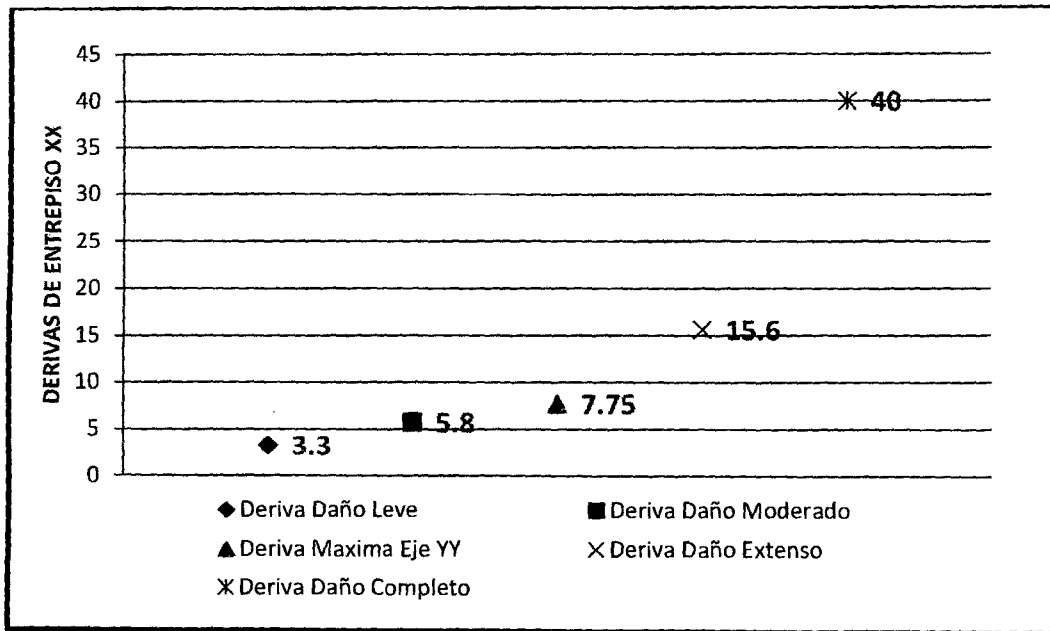 45
40
35
30
25
20
15
10
5
0
DERIVAS DE ENTREPISO XX
40
15.6
7.75
5.8
3.3
Deriva Daño Leve
Deriva Daño Moderado
Deriva Maxima Eje YY
Deriva Daño Extenso
Deriva Daño Completo